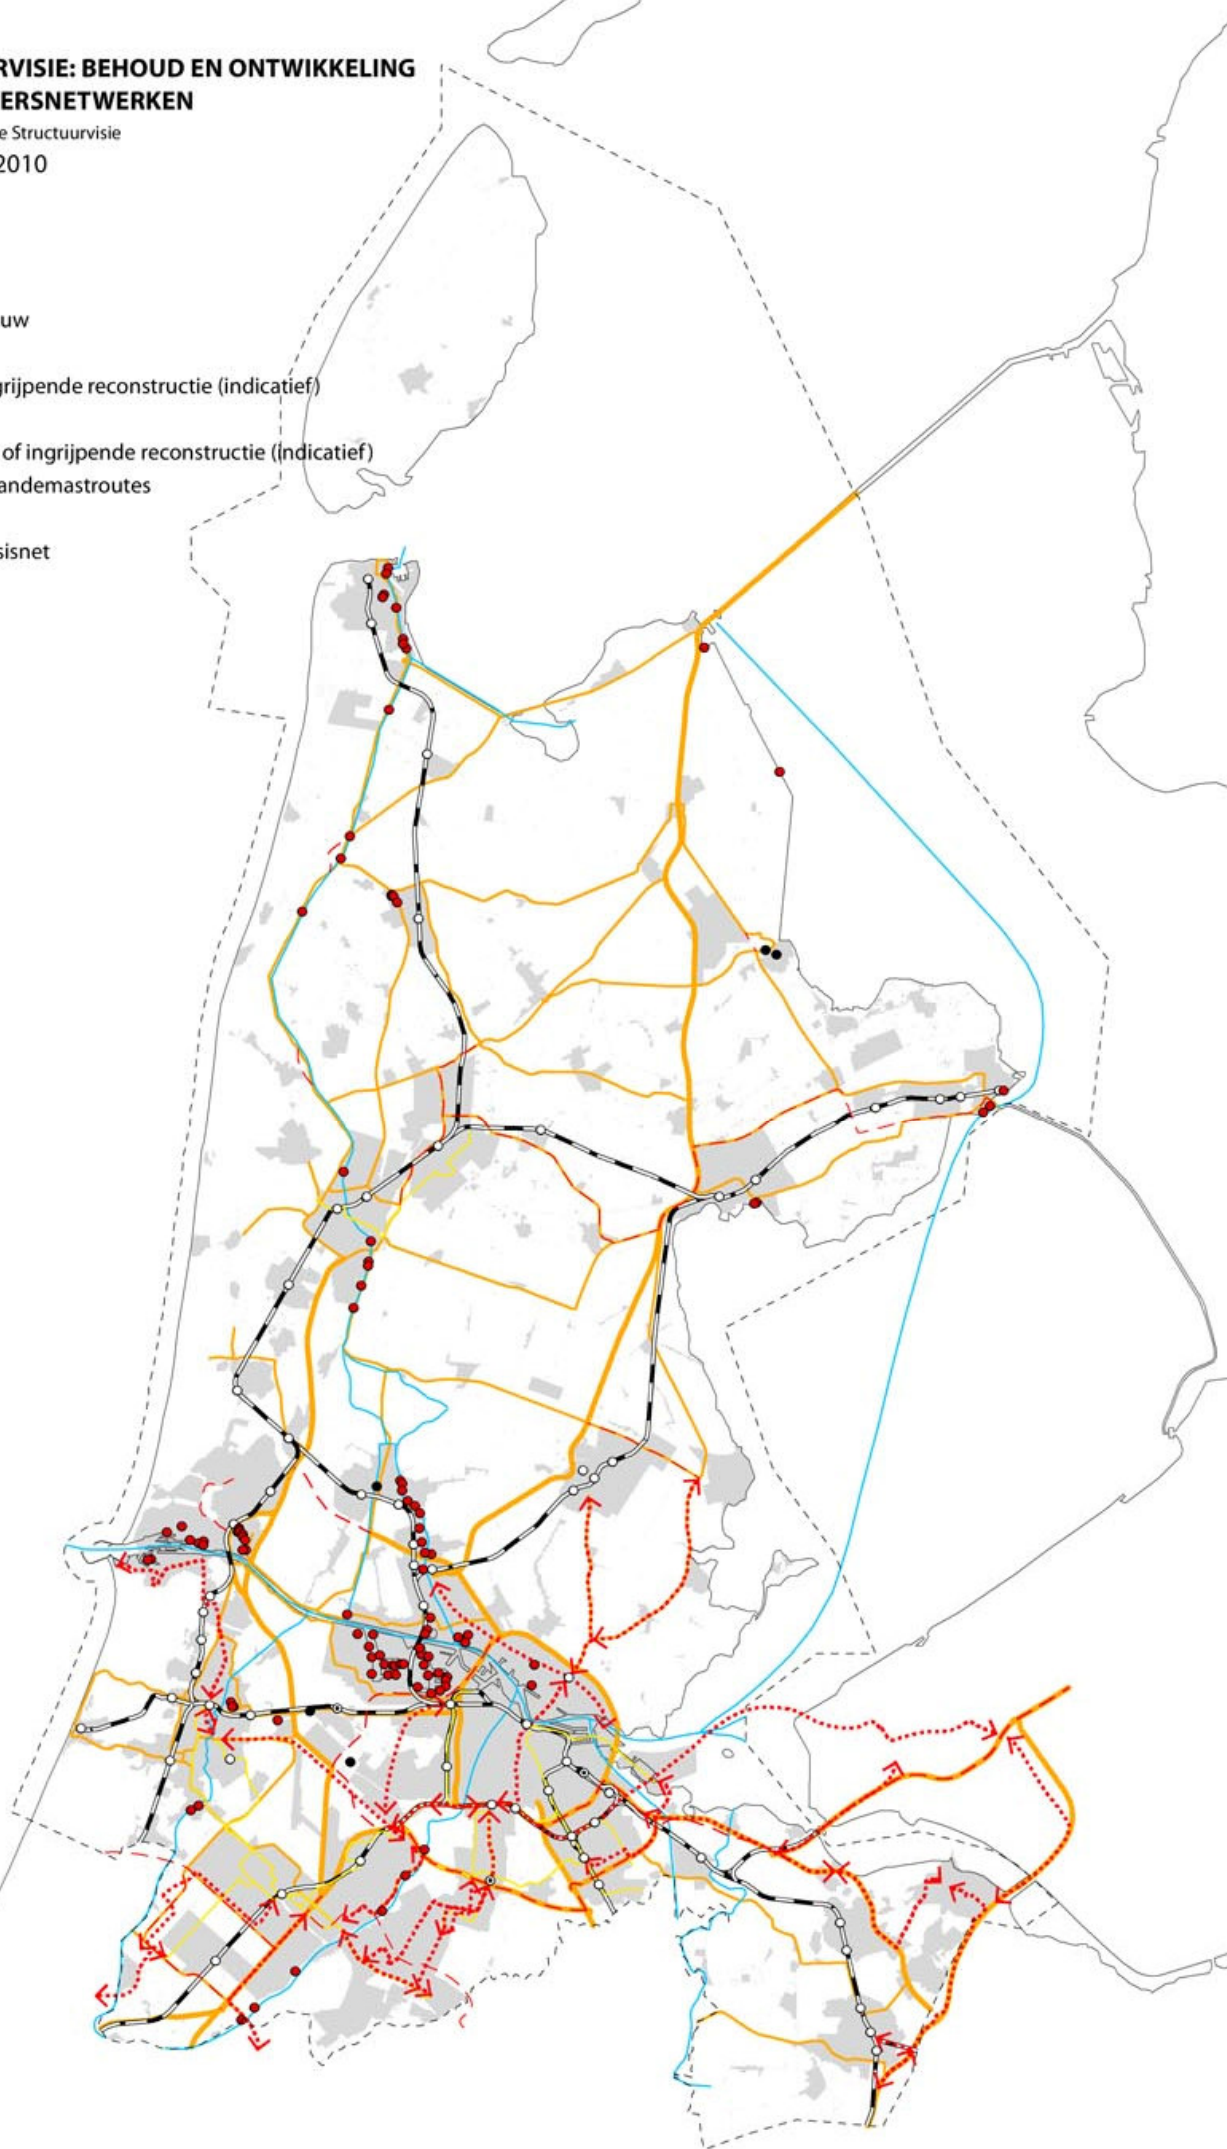 RVISIE: BEHOUD EN ONTWIKKELING
ERSNETWERKEN
e Structuurvisie
2010
uw
grijpende reconstructie (indicatief)
of ingrijpende reconstructie (indicatief)
andemastroutes
sisnet